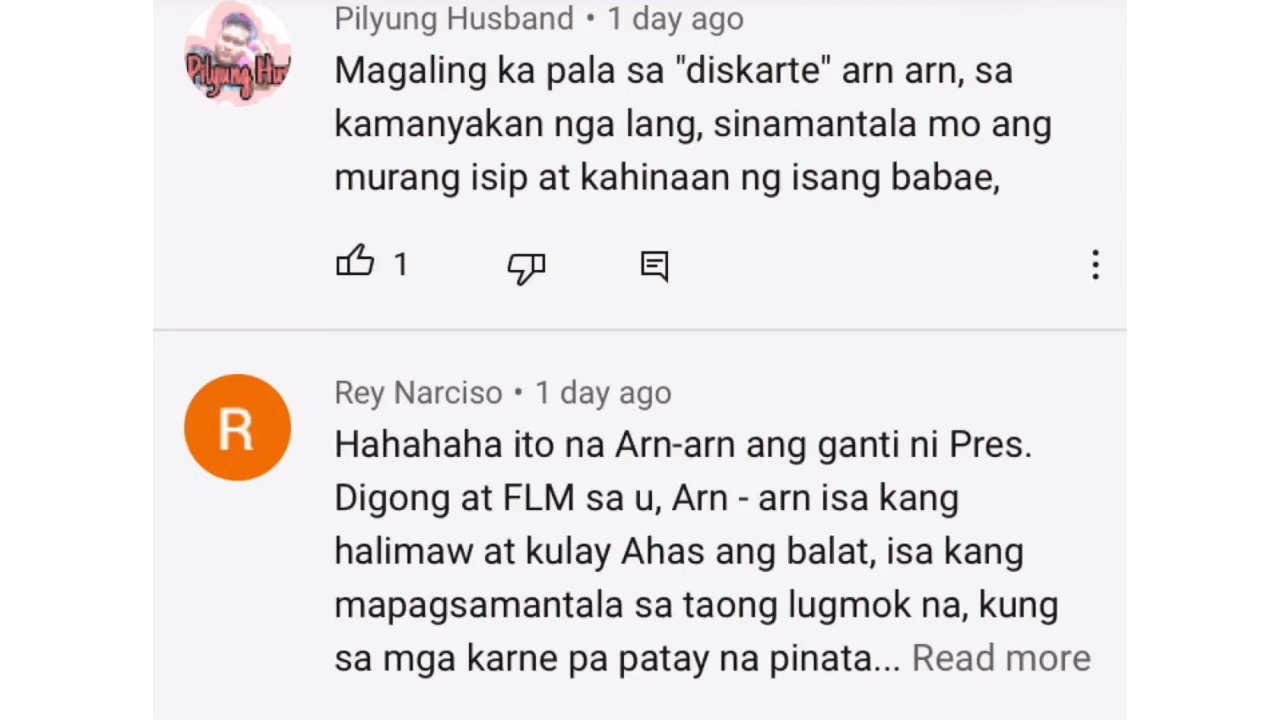 Pilyung Husband • 1 day ago
Pilyung Hus
Magaling ka pala sa "diskarte" arn arn, sa
kamanyakan nga lang, sinamantala mo ang
murang isip at kahinaan ng isang babae,
1
Rey Narciso • 1 day ago
R
Hahahaha ito na Arn-arn ang ganti ni Pres.
Digong at FLM sa u, Arn - arn isa kang
halimaw at kulay Ahas ang balat, isa kang
mapagsamantala sa taong lugmok na, kung
sa mga karne pa patay na pinata... Read more